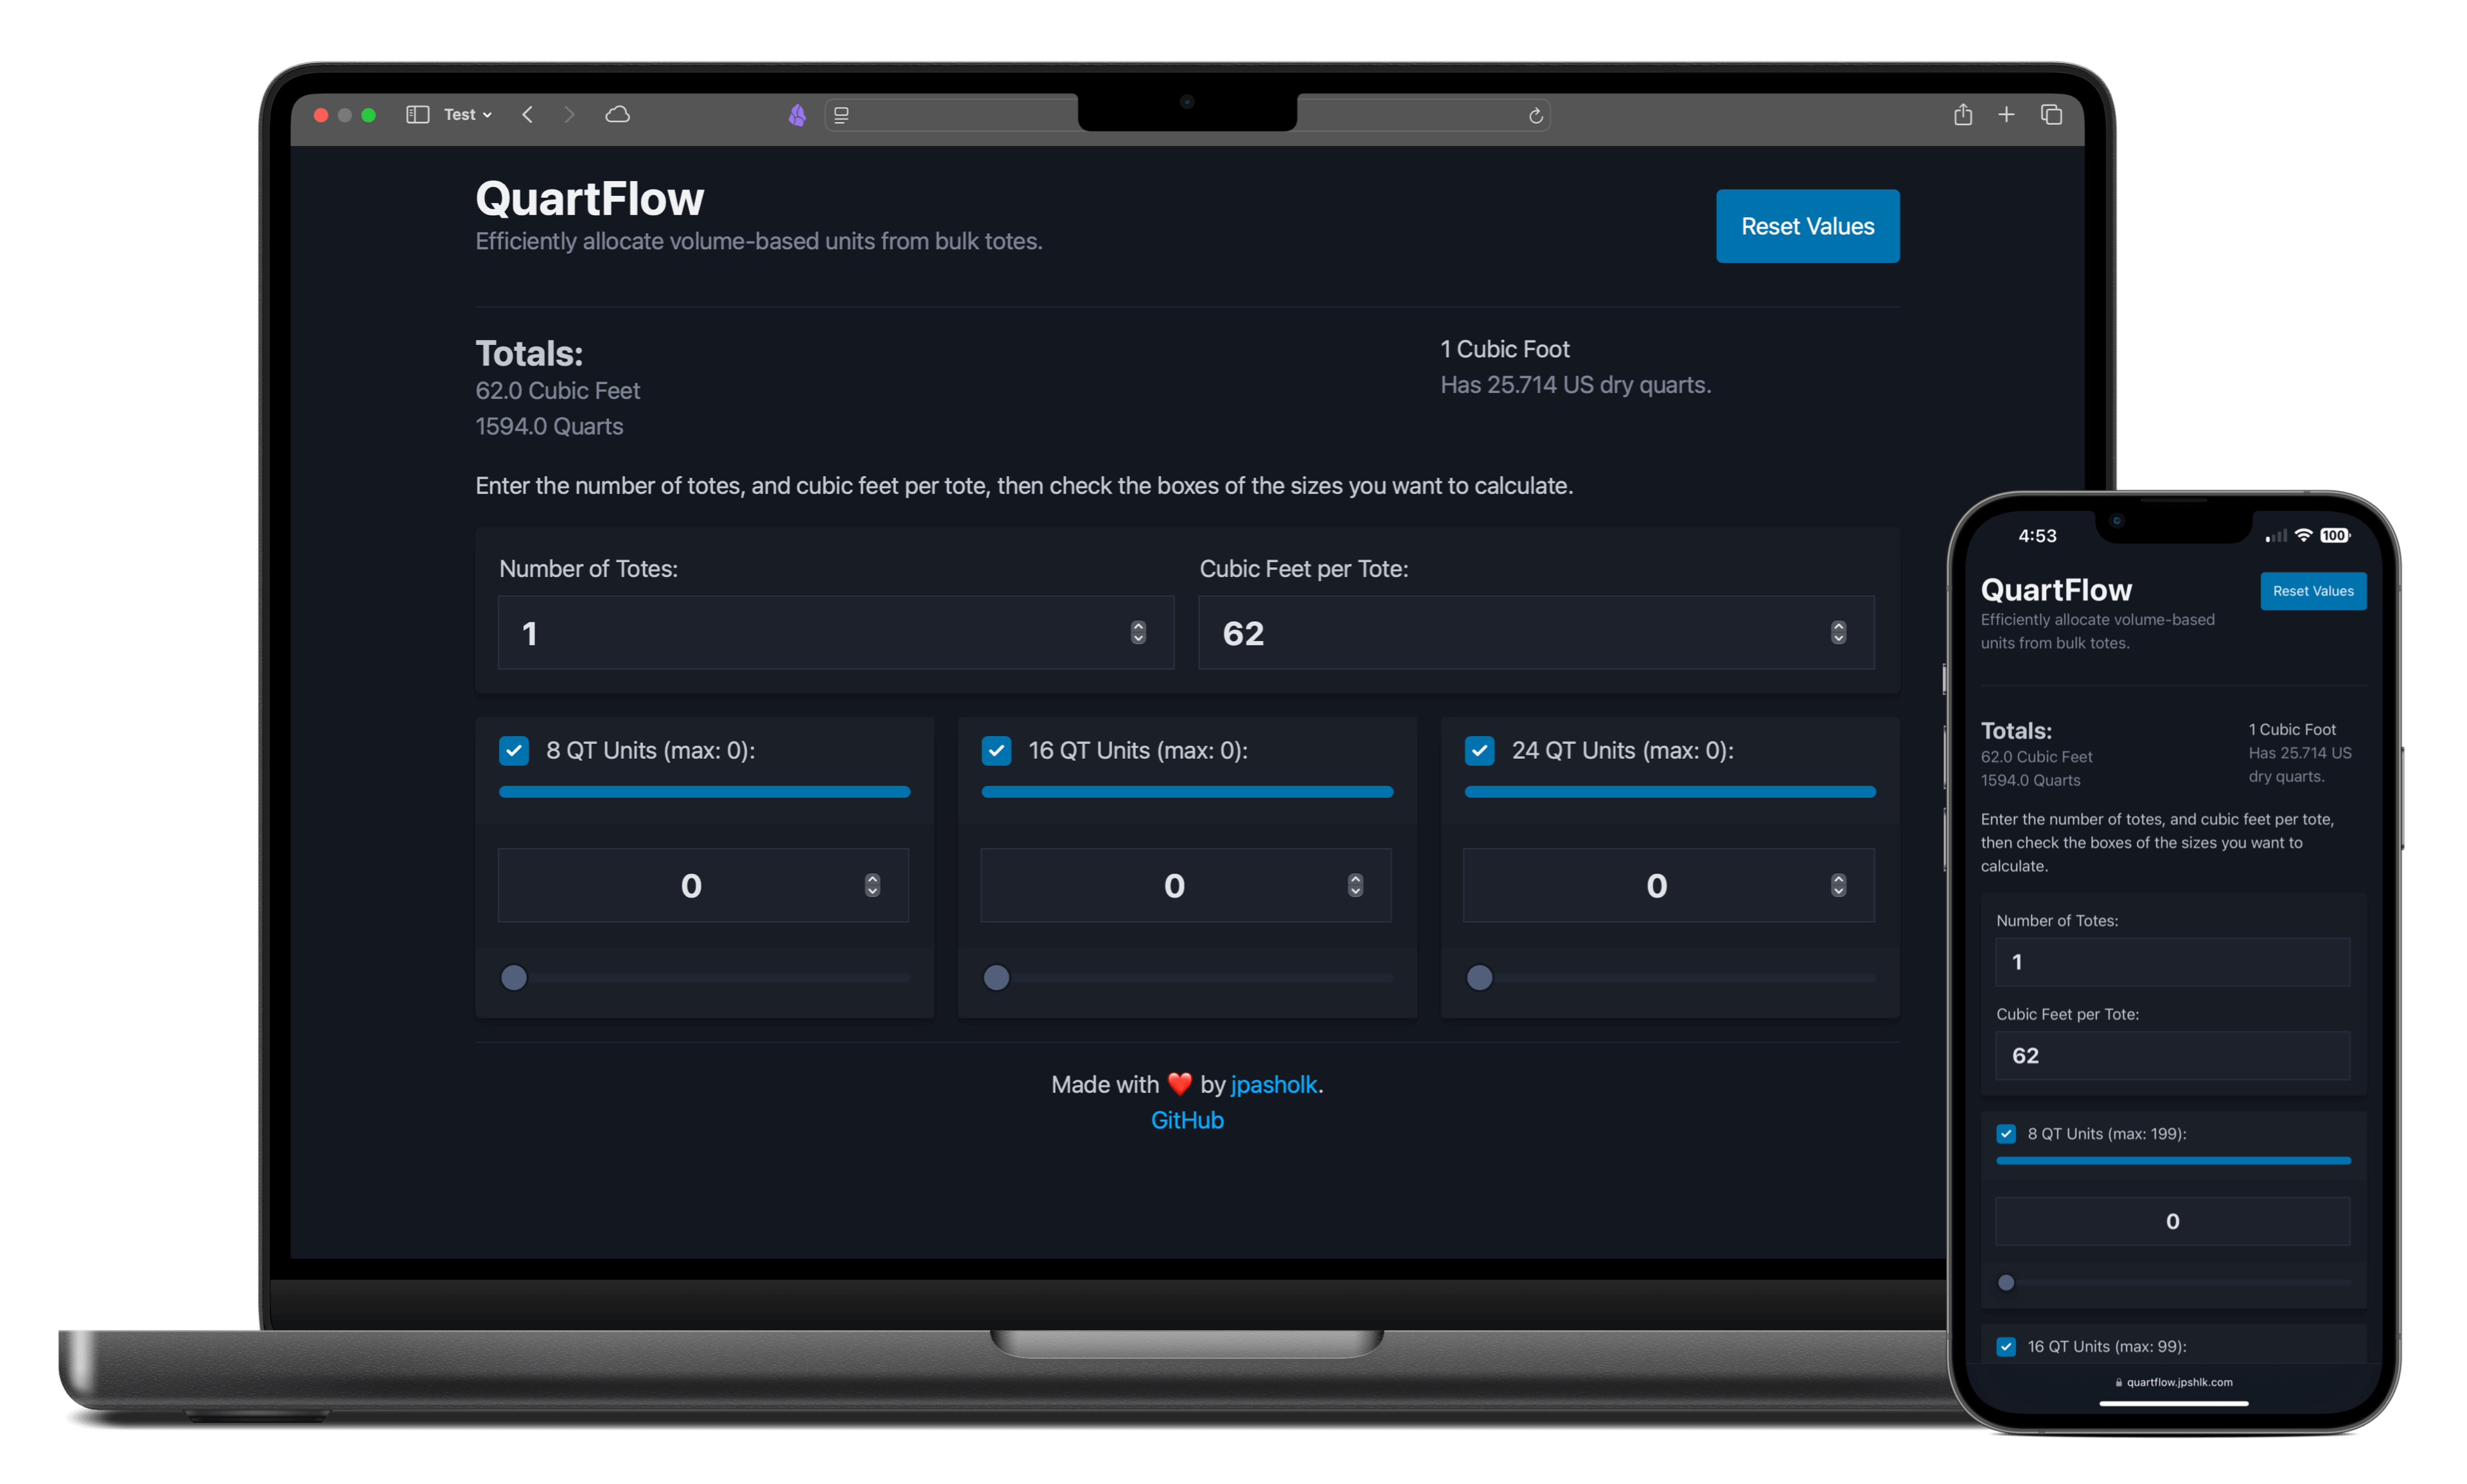 Test
QuartFlow
Efficiently allocate volume-based units from bulk totes.
Reset Values
Totals:
62.0 Cubic Feet
1594.0 Quarts
1 Cubic Foot
Has 25.714 US dry quarts.
Enter the number of totes, and cubic feet per tote, then check the boxes of the sizes you want to calculate.
Number of Totes:
1
Cubic Feet per Tote:
62
8 QT Units (max: 0):
0
16 QT Units (max: 0):
0
24 QT Units (max: 0):
0
Made with ❤️ by jpasholk.
GitHub
4:53
100
QuartFlow
Reset Values
Efficiently allocate volume-based
units from bulk totes.
Totals:
62.0 Cubic Feet
1594.0 Quarts
1 Cubic Foot
Has 25.714 US
dry quarts.
Enter the number of totes, and cubic feet per tote,
then check the boxes of the sizes you want to
calculate.
Number of Totes:
1
Cubic Feet per Tote:
62
8 QT Units (max: 199):
0
16 QT Units (max: 99):
quartflow.jpshlk.com